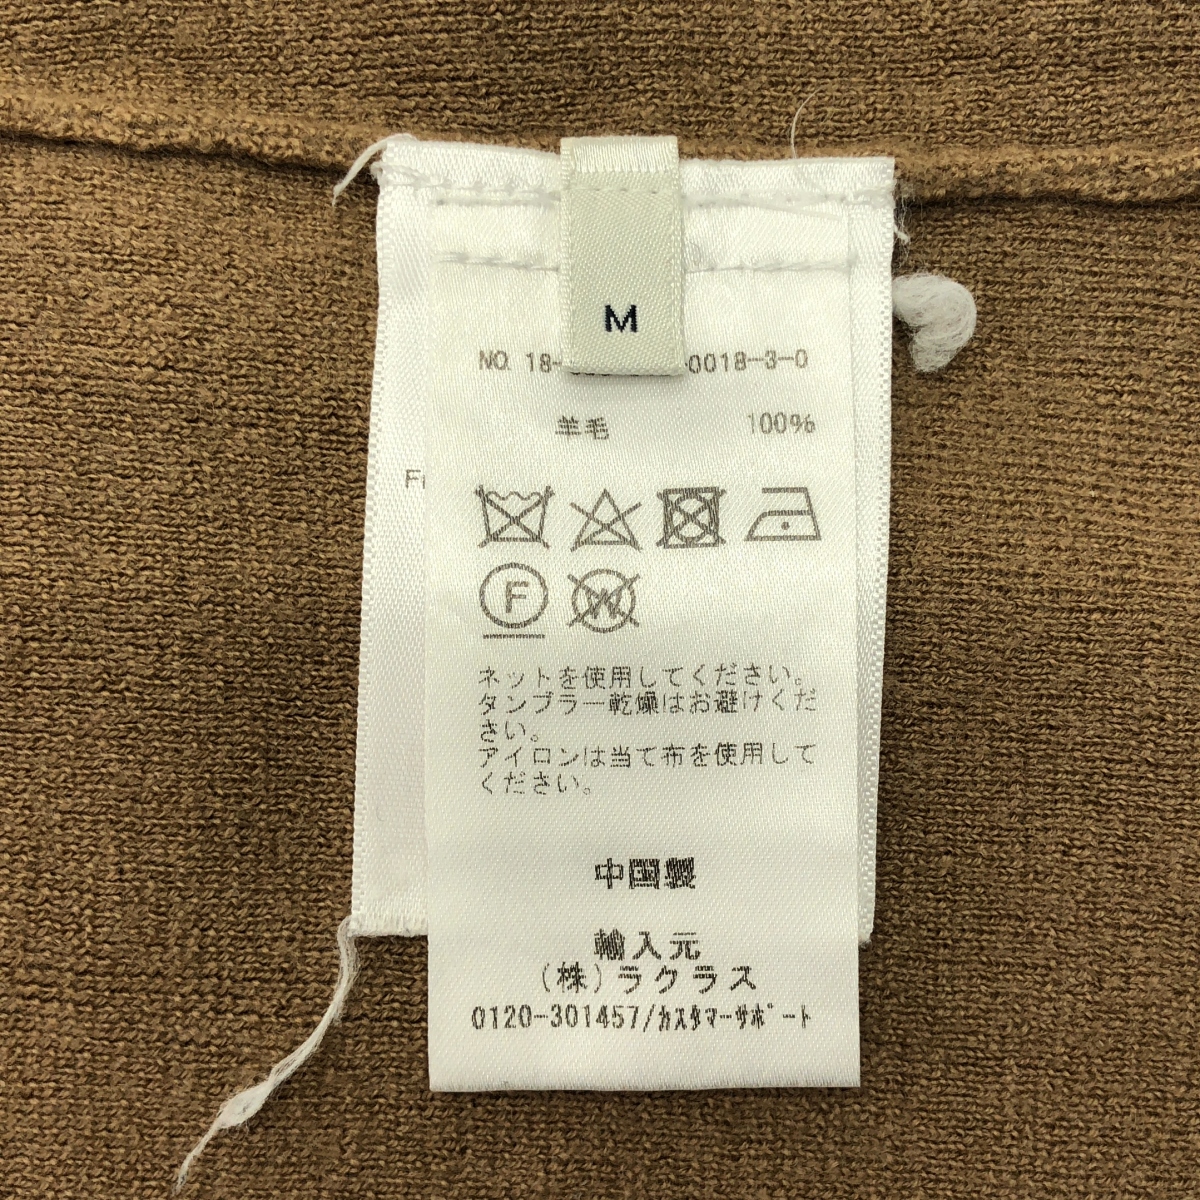 M
NO. 18- 0018-3-0
羊毛 100%
F
W
ネットを使用してください。
タンブラー乾燥はお避けくだ
さい。
アイロンは当て布を使用して
ください。
中国製
輸入元
(株)ラクラス
0120-301457/ｶｽﾀﾏｰｻﾎﾟｰﾄ